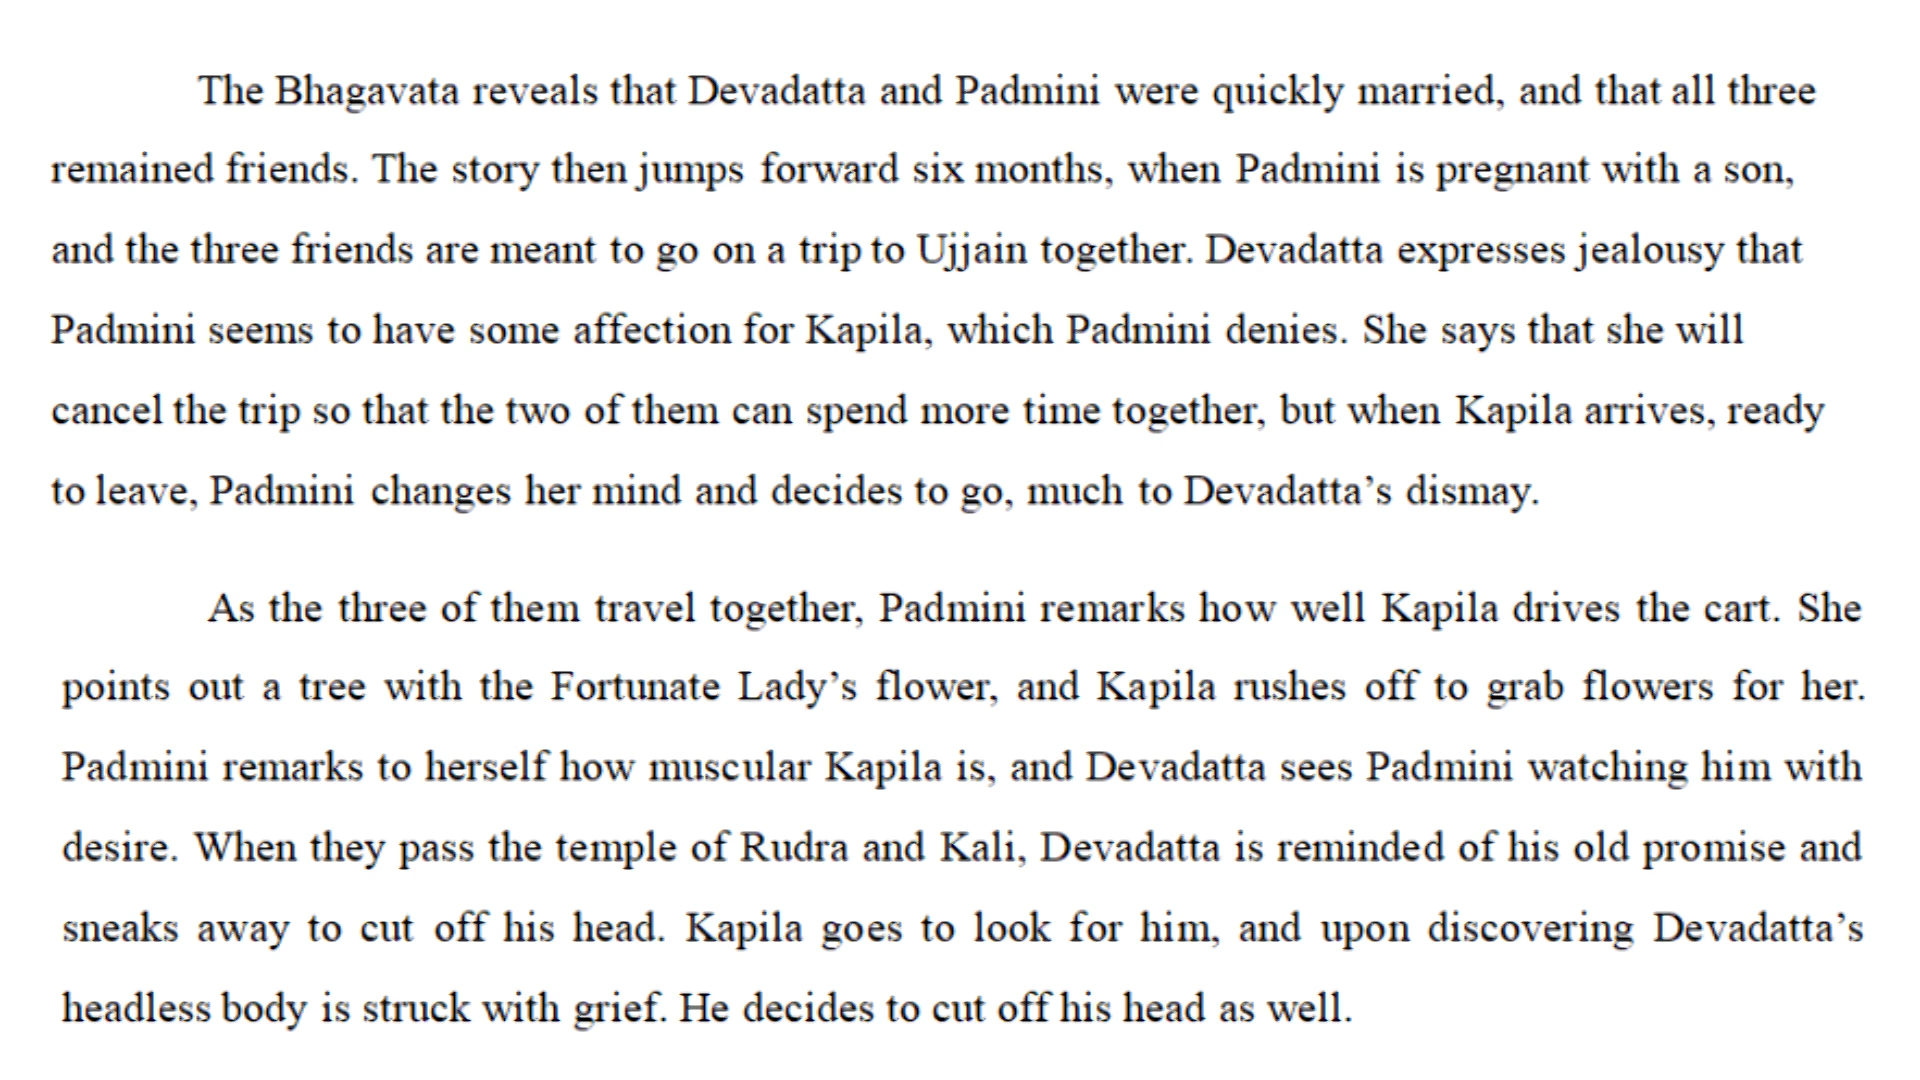 The Bhagavata reveals that Devadatta and Padmini were quickly married, and that all three
remained friends. The story then jumps forward six months, when Padmini is pregnant with a son,
and the three friends are meant to go on a trip to Ujjain together. Devadatta expresses jealousy that
Padmini seems to have some affection for Kapila, which Padmini denies. She says that she will
cancel the trip so that the two of them can spend more time together, but when Kapila arrives, ready
to leave, Padmini changes her mind and decides to go, much to Devadatta’s dismay.
As the three of them travel together, Padmini remarks how well Kapila drives the cart. She
points out a tree with the Fortunate Lady’s flower, and Kapila rushes off to grab flowers for her.
Padmini remarks to herself how muscular Kapila is, and Devadatta sees Padmini watching him with
desire. When they pass the temple of Rudra and Kali, Devadatta is reminded of his old promise and
sneaks away to cut off his head. Kapila goes to look for him, and upon discovering Devadatta’s
headless body is struck with grief. He decides to cut off his head as well.